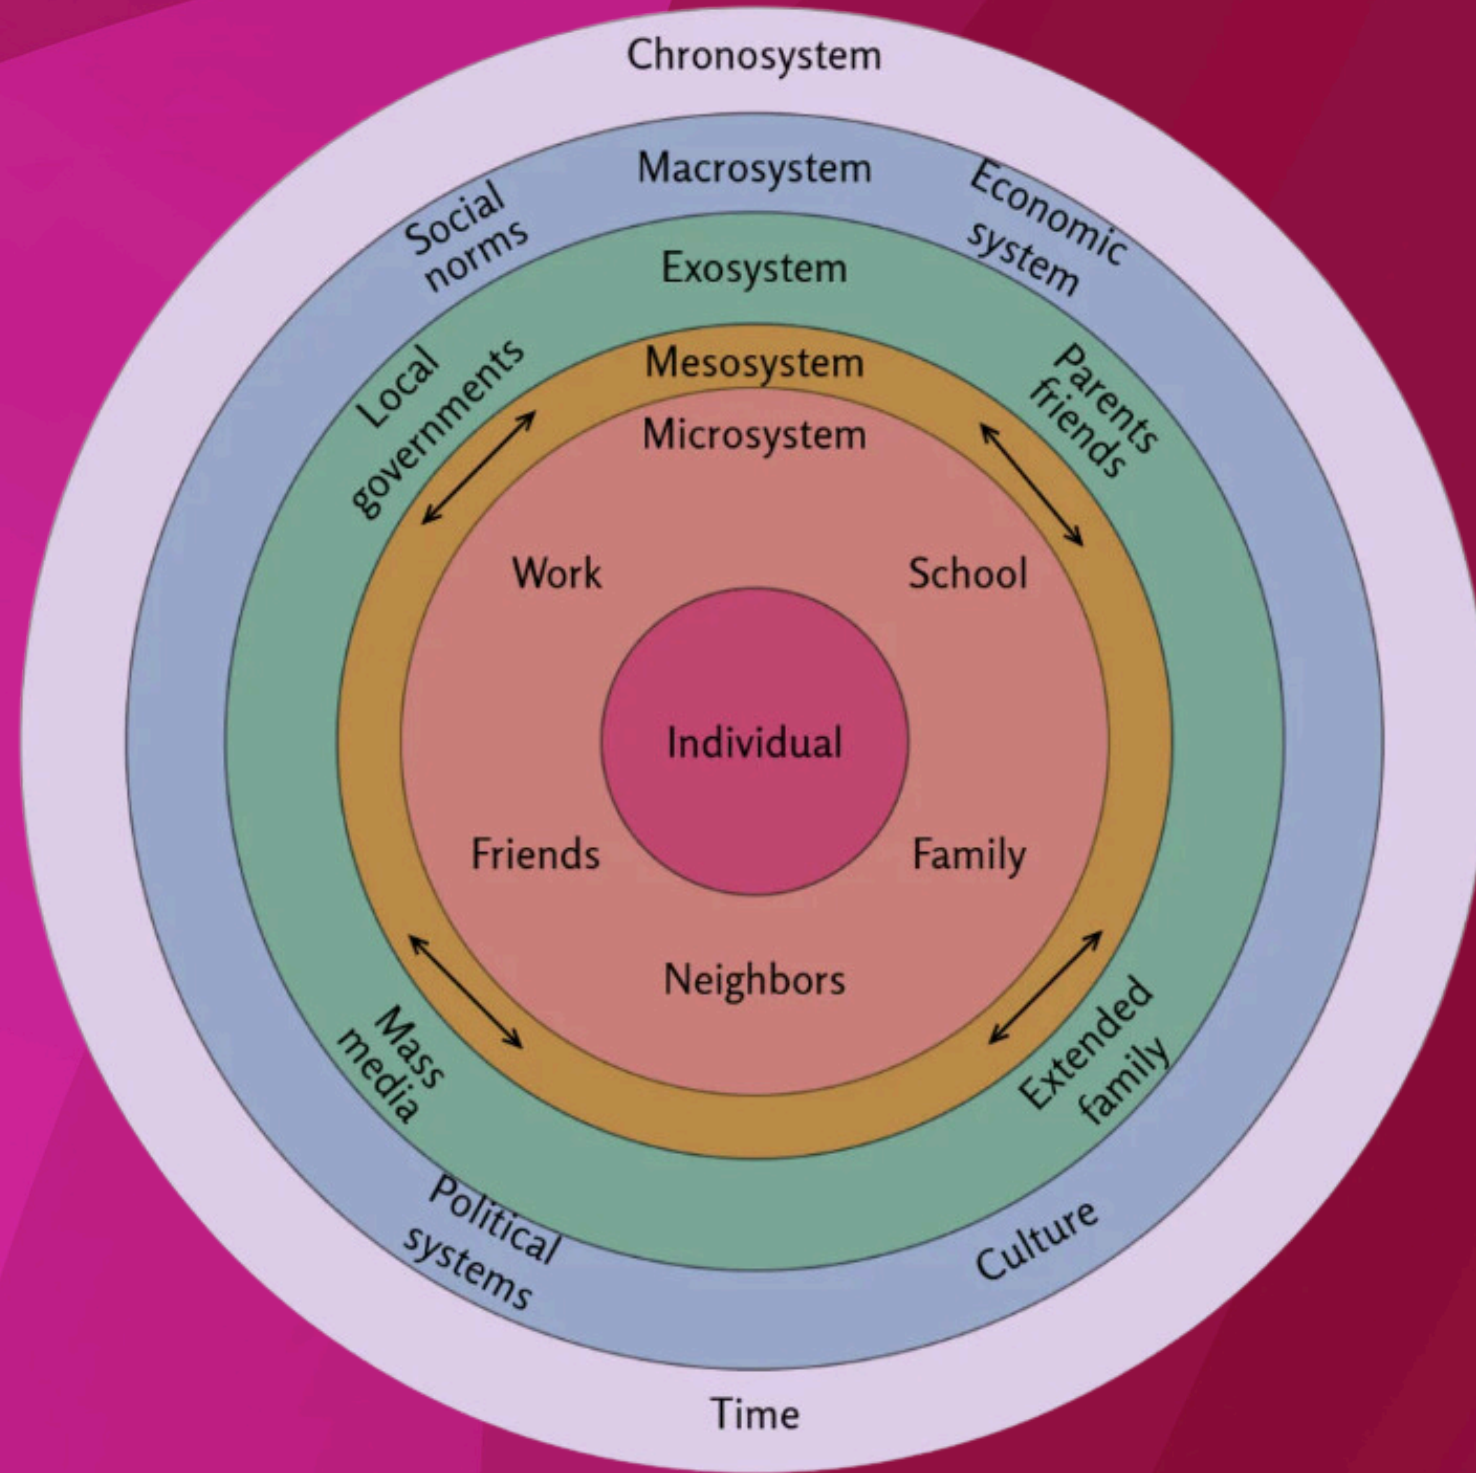 Chronosystem
Macrosystem
Social
norms
Economic
system
Exosystem
Local
governments
Parents
friends
Mesosystem
Microsystem
Work
School
Individual
Friends
Family
Neighbors
Mass
media
Extended
family
Political
systems
Culture
Time